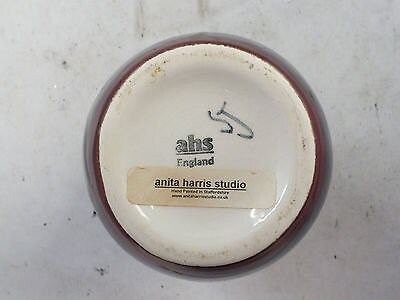 ahs
England
anita harris studio
Hand Painted in Staffordshire
www.anitaharrisstudio.co.uk